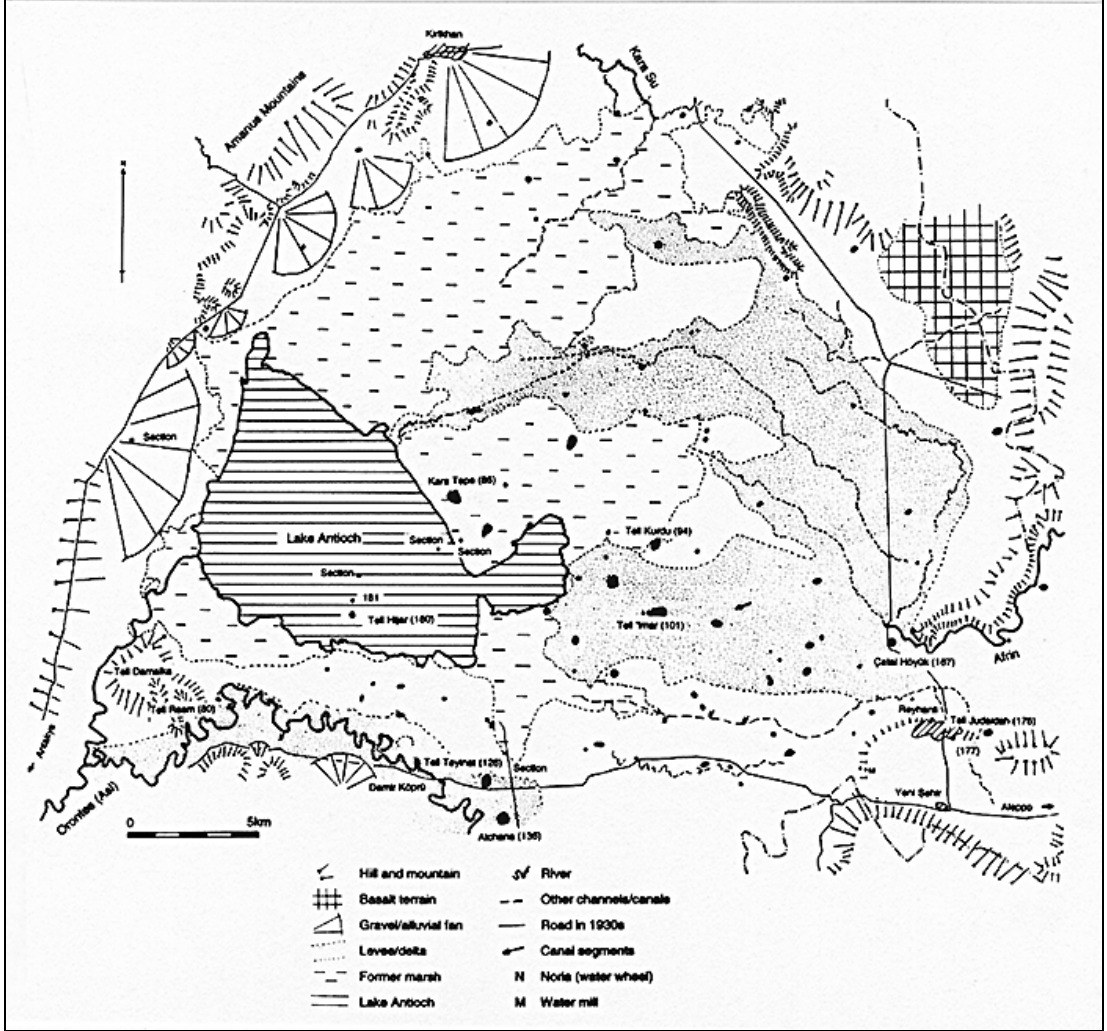 Kirikhan
Kara Su
Amanus Mountains
N
Section
Kara Tepe (86)
Lake Antioch
Section
Section
Tell Kurdu (94)
Section
181
Tell Hijar (180)
Tell 'Imar (101)
Çatal Höyük (167)
Afrin
Tell Damalka
Tell Rasm (80)
Reyhanlı
Tell Judaidah (176)
(177)
Antakya
Tell Tayinat (126)
Section
Demir Köprü
M
Yeni Şehr
Aleppo
Orontes (Asi)
0 5km
Alchana (136)
Hill and mountain
River
Basalt terrain
Other channels/canals
Gravel/alluvial fan
Road in 1930s
Levee/delta
Canal segments
Former marsh
N Noria (water wheel)
Lake Antioch
M Water mill